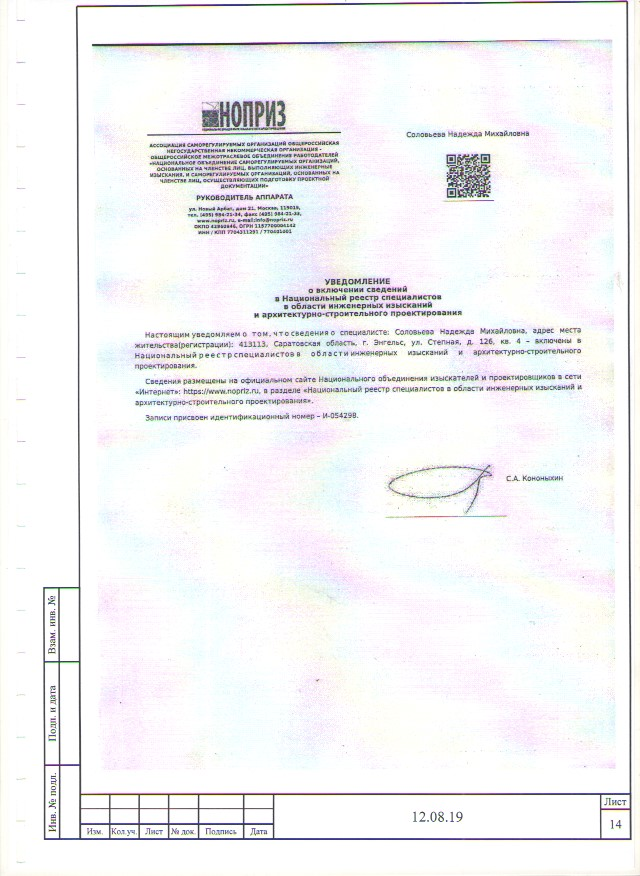 НОПРИЗ
АССОЦИАЦИЯ САМОРЕГУЛИРУЕМЫХ ОРГАНИЗАЦИЙ ОБЩЕРОССИЙСКАЯ
НЕГОСУДАРСТВЕННАЯ НЕКОММЕРЧЕСКАЯ ОРГАНИЗАЦИЯ -
ОБЩЕРОССИЙСКОЕ МЕЖОТРАСЛЕВОЕ ОБЪЕДИНЕНИЕ РАБОТОДАТЕЛЕЙ
«НАЦИОНАЛЬНОЕ ОБЪЕДИНЕНИЕ САМОРЕГУЛИРУЕМЫХ ОРГАНИЗАЦИЙ,
ОСНОВАННЫХ НА ЧЛЕНСТВЕ ЛИЦ, ВЫПОЛНЯЮЩИХ ИНЖЕНЕРНЫЕ
ИЗЫСКАНИЯ, И САМОРЕГУЛИРУЕМЫХ ОРГАНИЗАЦИЙ, ОСНОВАННЫХ НА
ЧЛЕНСТВЕ ЛИЦ, ОСУЩЕСТВЛЯЮЩИХ ПОДГОТОВКУ ПРОЕКТНОЙ
ДОКУМЕНТАЦИИ»
РУКОВОДИТЕЛЬ АППАРАТА
ул. Новый Арбат, дом 21, Москва, 119019,
тел. (495) 984-21-34, факс (495) 984-21-33,
www.nopriz.ru, e-mail:info@nopriz.ru
ОКПО 42860946, ОГРН 1157700004142
ИНН / КПП 7704311291 / 770401001
Соловьева Надежда Михайловна
УВЕДОМЛЕНИЕ
о включении сведений
в Национальный реестр специалистов
в области инженерных изысканий
и архитектурно-строительного проектирования
Настоящим уведомляем о том, что сведения о специалисте: Соловьева Надежда Михайловна, адрес места
жительства(регистрации): 413113, Саратовская область, г. Энгельс, ул. Степная, д. 126, кв. 4 – включены в
Национальный реестр специалистов в области инженерных изысканий и архитектурно-строительного
проектирования.
Сведения размещены на официальном сайте Национального объединения изыскателей и проектировщиков в сети
«Интернет»: https://www.nopriz.ru, в разделе «Национальный реестр специалистов в области инженерных изысканий и
архитектурно-строительного проектирования».
Записи присвоен идентификационный номер – И-054298.
С.А. Кононыхин
Взам. инв. №
Подп. и дата
Инв. № подл.
Изм. Кол.уч. Лист № док. Подпись Дата
12.08.19
Лист
14